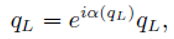 q_L = e^{iα(q_L)} q_L,